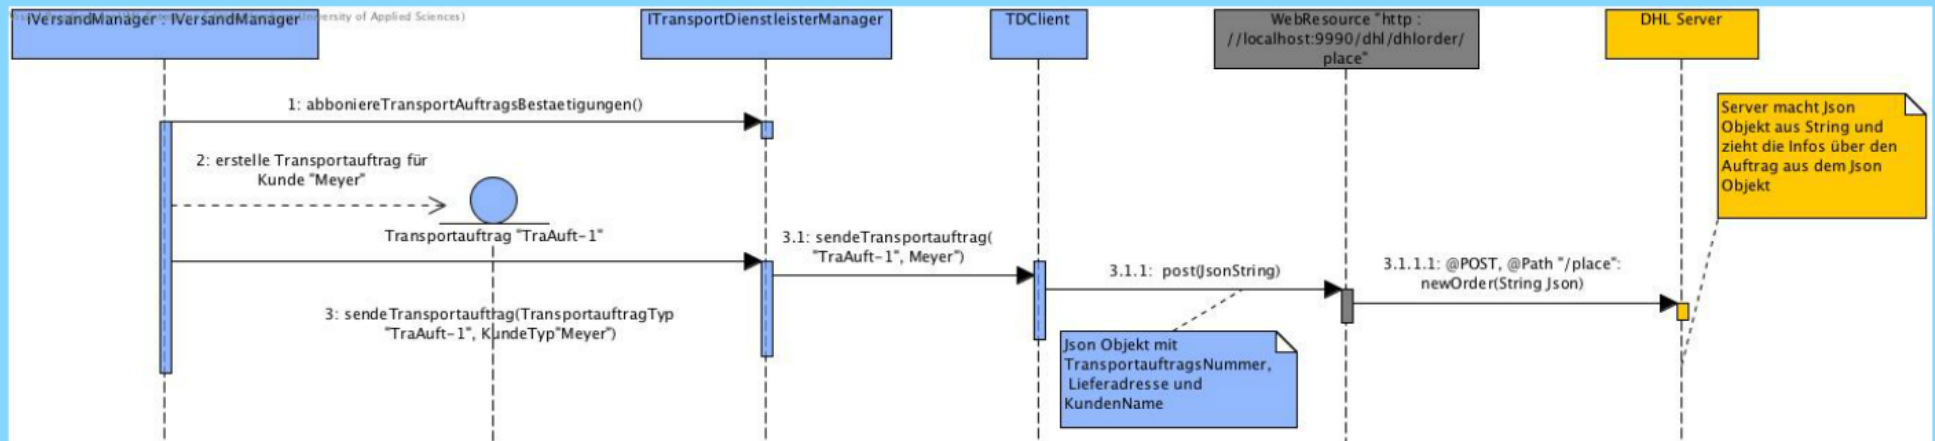 iVersandManager : IVersandManager
University of Applied Sciences)
ITransportDienstleisterManager
TDClient
WebResource "http :
//localhost:9990/dhl/dhlorder/
place"
DHL Server
1: abboniereTransportAuftragsBestaetigungen()
2: erstelle Transportauftrag für
Kunde "Meyer"
Transportauftrag "TraAuft-1"
3: sendeTransportauftrag(TransportauftragTyp
"TraAuft-1", KundeTyp"Meyer")
3.1: sendeTransportauftrag(
"TraAuft-1", Meyer")
3.1.1: post(JsonString)
Json Objekt mit
TransportauftragsNummer,
Lieferadresse und
KundenName
3.1.1.1: @POST, @Path "/place":
newOrder(String Json)
Server macht Json
Objekt aus String und
zieht die Infos über den
Auftrag aus dem Json
Objekt